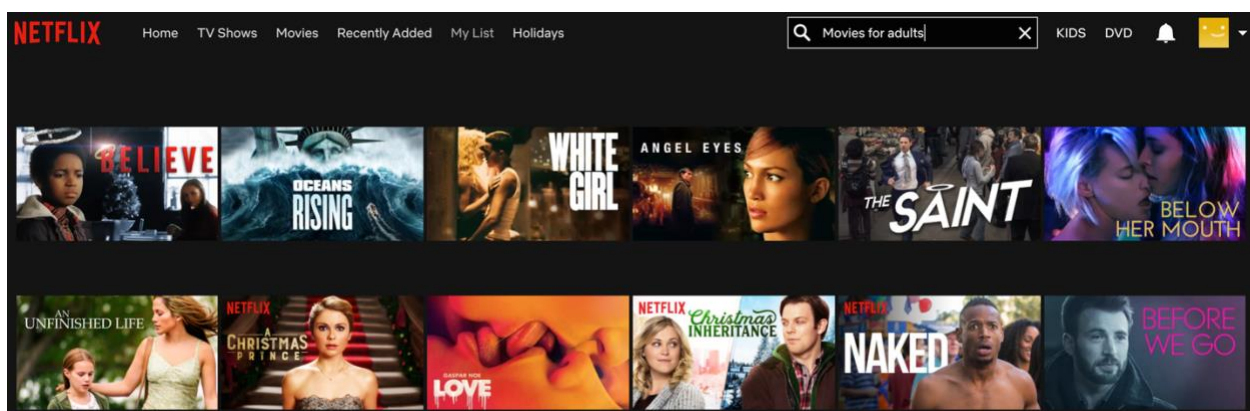 NETFLIX Home TV Shows Movies Recently Added My List Holidays Movies for adults KIDS DVD
BELIEVE
OCEANS
RISING
WHITE
GIRL
ANGEL EYES
THE SAINT
BELOW
HER MOUTH
AN
UNFINISHED LIFE
NETFLIX
A
CHRISTMAS
PRINCE
GASPAR NOE
LOVE
NETFLIX
Christmas
INHERITANCE
NETFLIX
NAKED
BEFORE
WE GO